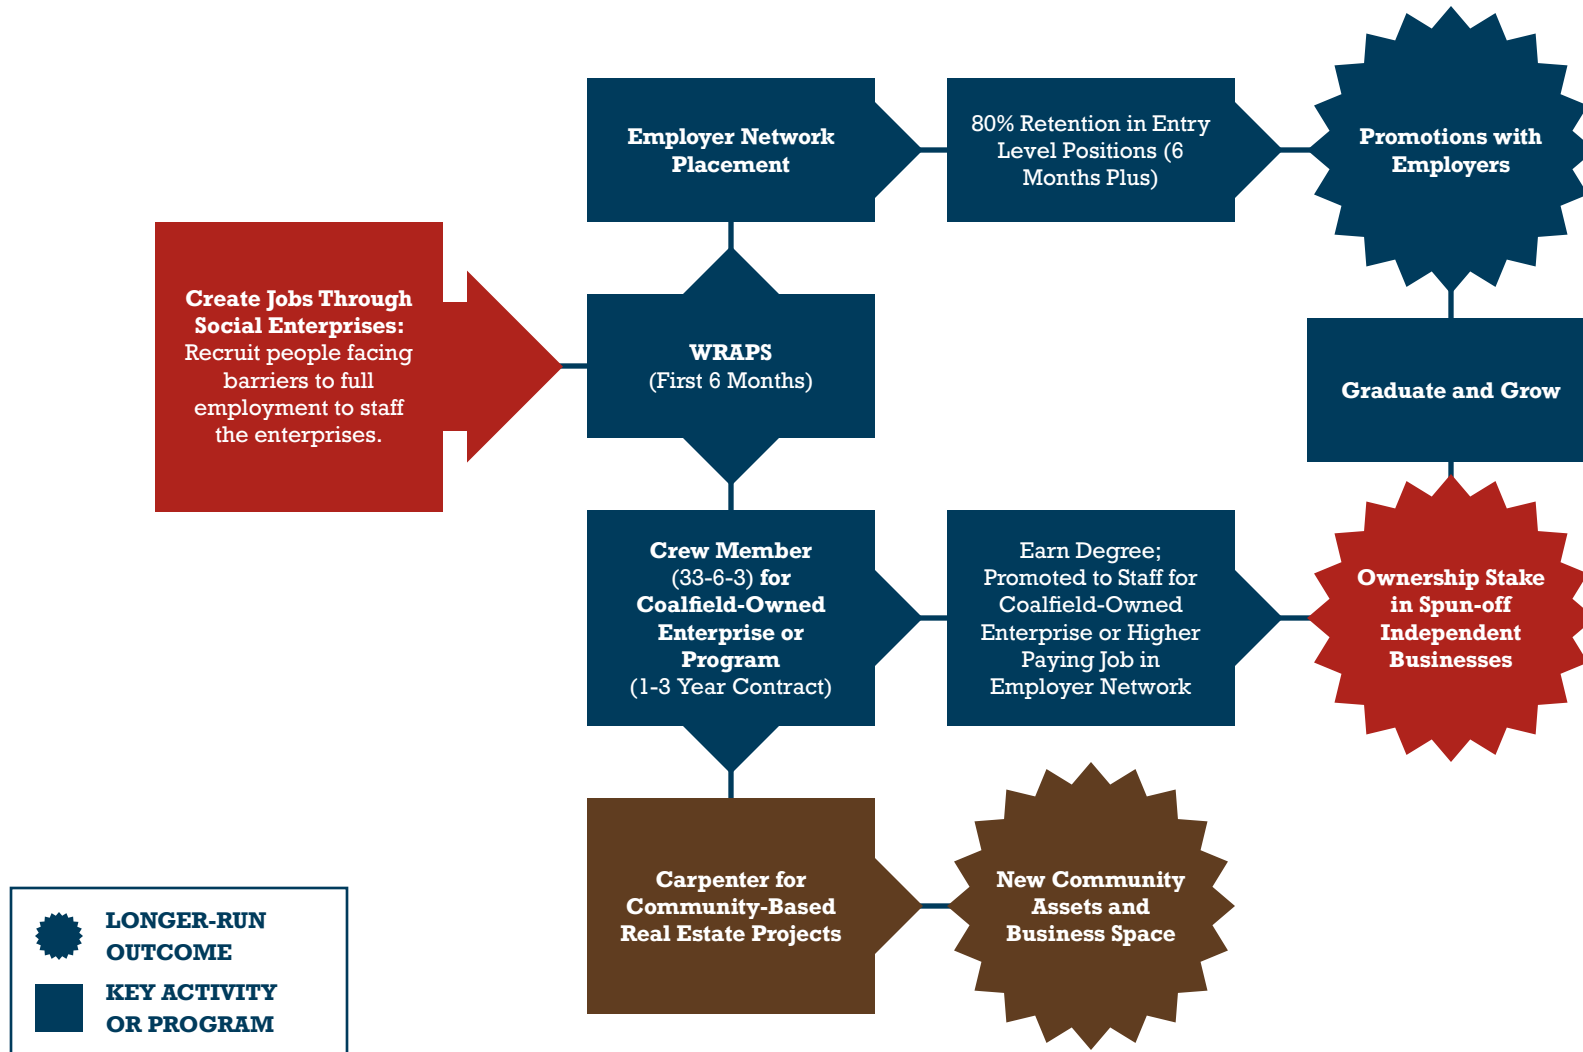 Employer Network
Placement
80% Retention in Entry
Level Positions (6
Months Plus)
Promotions with
Employers
Create Jobs Through
Social Enterprises:
Recruit people facing
barriers to full
employment to staff
the enterprises.
WRAPS
(First 6 Months)
Graduate and Grow
Crew Member
(33-6-3) for
Coalfield-Owned
Enterprise or
Program
(1-3 Year Contract)
Earn Degree;
Promoted to Staff for
Coalfield-Owned
Enterprise or Higher
Paying Job in
Employer Network
Ownership Stake
in Spun-off
Independent
Businesses
Carpenter for
Community-Based
Real Estate Projects
New Community
Assets and
Business Space
LONGER-RUN
OUTCOME
KEY ACTIVITY
OR PROGRAM